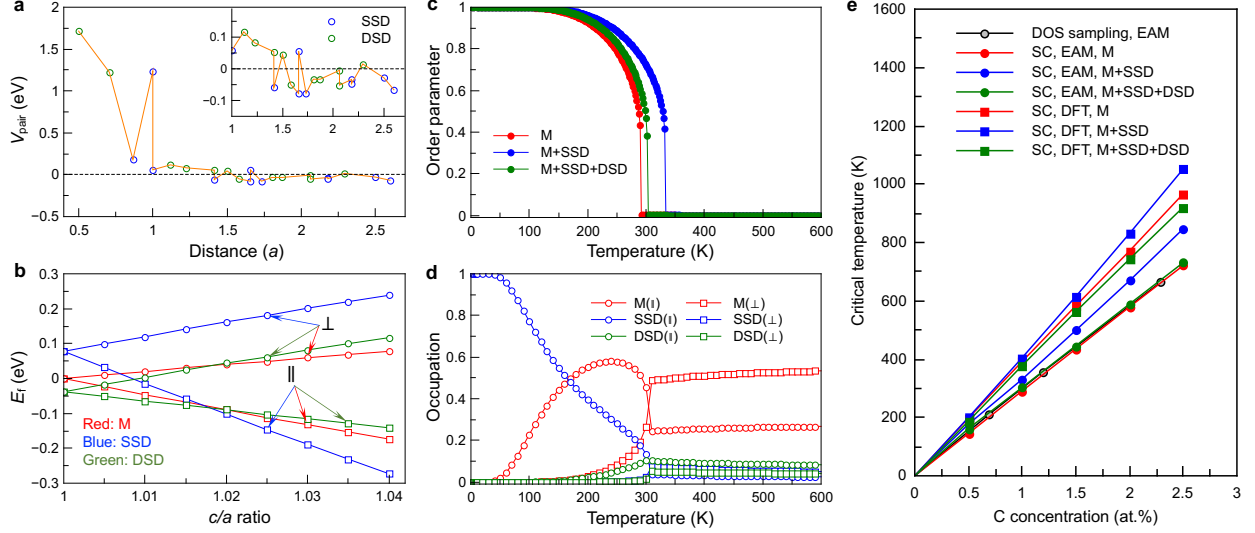 a
SSD
DSD
0.1
0
−0.1
1
1.5
2
2.5
2
1.5
1
0.5
0
−0.5
V_pair (eV)
0.5
1
1.5
2
2.5
Distance (a)
b
0.3
0.2
0.1
0
−0.1
−0.2
−0.3
E_f (eV)
⊥
∥
Red: M
Blue: SSD
Green: DSD
1
1.01
1.02
1.03
1.04
c/a ratio
c
1
0.8
0.6
0.4
0.2
0
Order parameter
M
M+SSD
M+SSD+DSD
0
100
200
300
400
500
600
Temperature (K)
d
1
0.8
0.6
0.4
0.2
0
Occupation
M(∥)
M(⊥)
SSD(∥)
SSD(⊥)
DSD(∥)
DSD(⊥)
0
100
200
300
400
500
600
Temperature (K)
e
1600
1400
1200
1000
800
600
400
200
0
Critical temperature (K)
DOS sampling, EAM
SC, EAM, M
SC, EAM, M+SSD
SC, EAM, M+SSD+DSD
SC, DFT, M
SC, DFT, M+SSD
SC, DFT, M+SSD+DSD
0
0.5
1
1.5
2
2.5
3
C concentration (at.%)